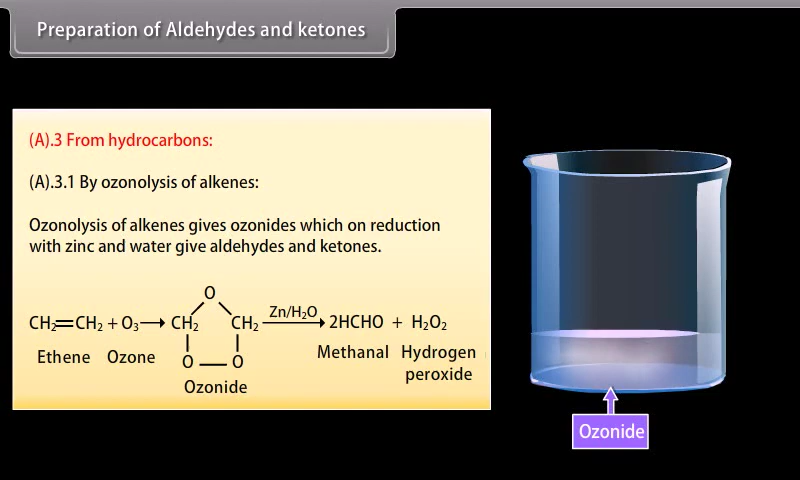 Preparation of Aldehydes and ketones
(A).3 From hydrocarbons:
(A).3.1 By ozonolysis of alkenes:
Ozonolysis of alkenes gives ozonides which on reduction
with zinc and water give aldehydes and ketones.
O
CH₂=CH₂ + O₃→ CH₂ CH₂ Zn/H₂O→ 2HCHO + H₂O₂
O — O
Ethene Ozone Methanal Hydrogen
peroxide
Ozonide
Ozonide